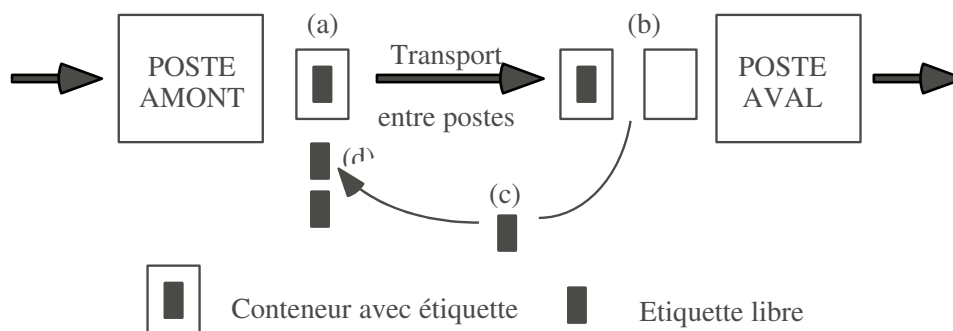 (a)
(b)
POSTE
AMONT
Transport
entre postes
POSTE
AVAL
(d)
(c)
Conteneur avec étiquette
Etiquette libre